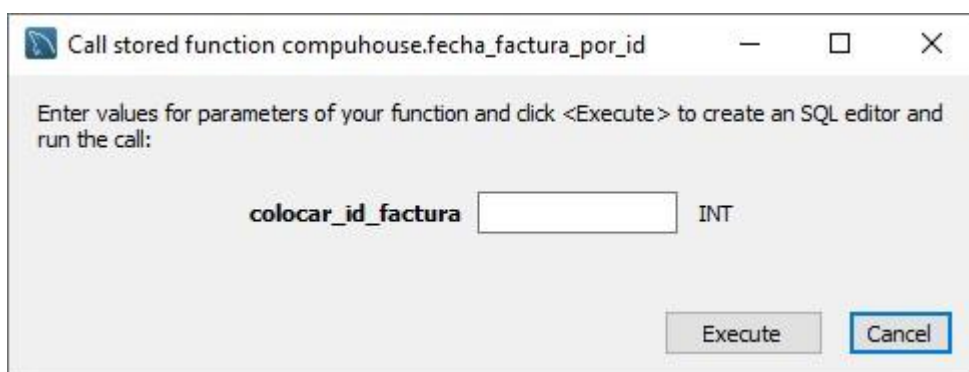 Call stored function compuhouse.fecha_factura_por_id
Enter values for parameters of your function and click <Execute> to create an SQL editor and
run the call:
colocar_id_factura INT
Execute Cancel